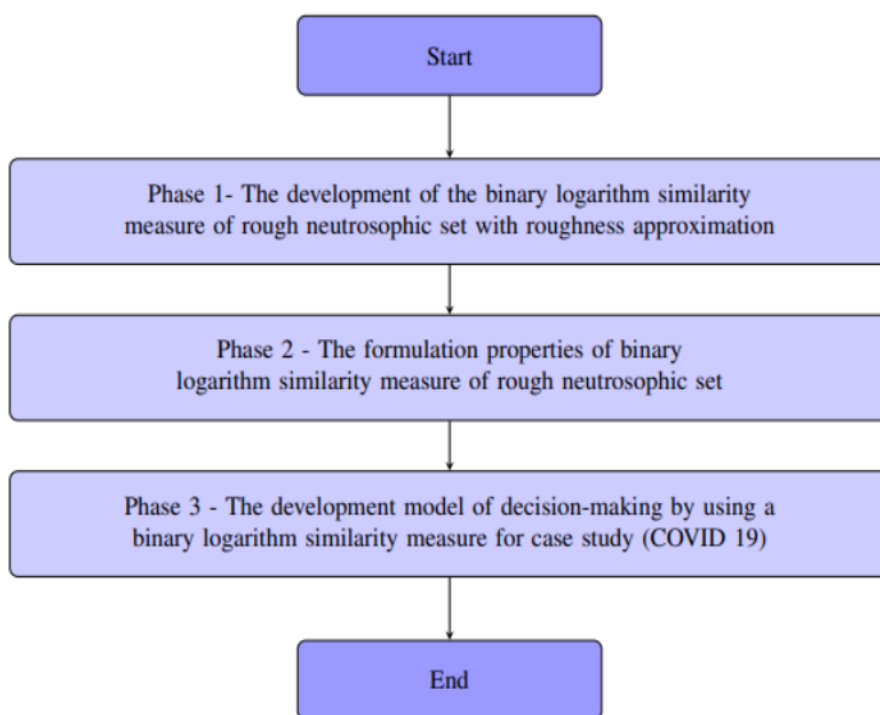 Start
Phase 1- The development of the binary logarithm similarity
measure of rough neutrosophic set with roughness approximation
Phase 2 - The formulation properties of binary
logarithm similarity measure of rough neutrosophic set
Phase 3 - The development model of decision-making by using a
binary logarithm similarity measure for case study (COVID 19)
End